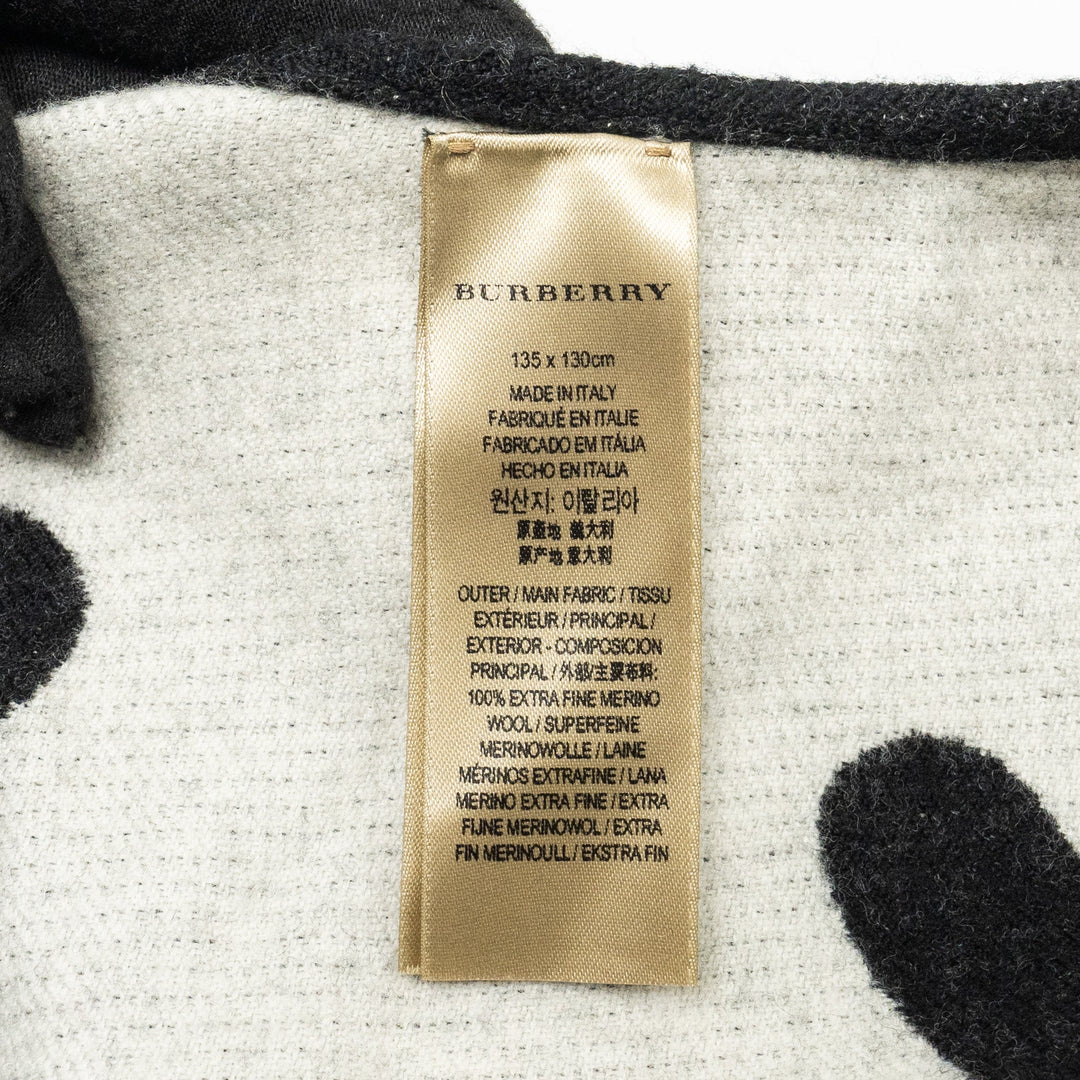 BURBERRY
135 x 130cm
MADE IN ITALY
FABRIQUÉ EN ITALIE
FABRICADO EM ITÁLIA
HECHO EN ITALIA
원산지: 이탈리아
原產地 義大利
原产地 意大利
OUTER / MAIN FABRIC / TISSU
EXTÉRIEUR / PRINCIPAL /
EXTERIOR - COMPOSICION
PRINCIPAL / 外部/主要布料:
100% EXTRA FINE MERINO
WOOL / SUPERFEINE
MERINOWOLLE / LAINE
MÉRINOS EXTRAFINE / LANA
MERINO EXTRA FINE / EXTRA
FIJNE MERINOWOL / EXTRA
FIN MERINOULL / EKSTRA FIN